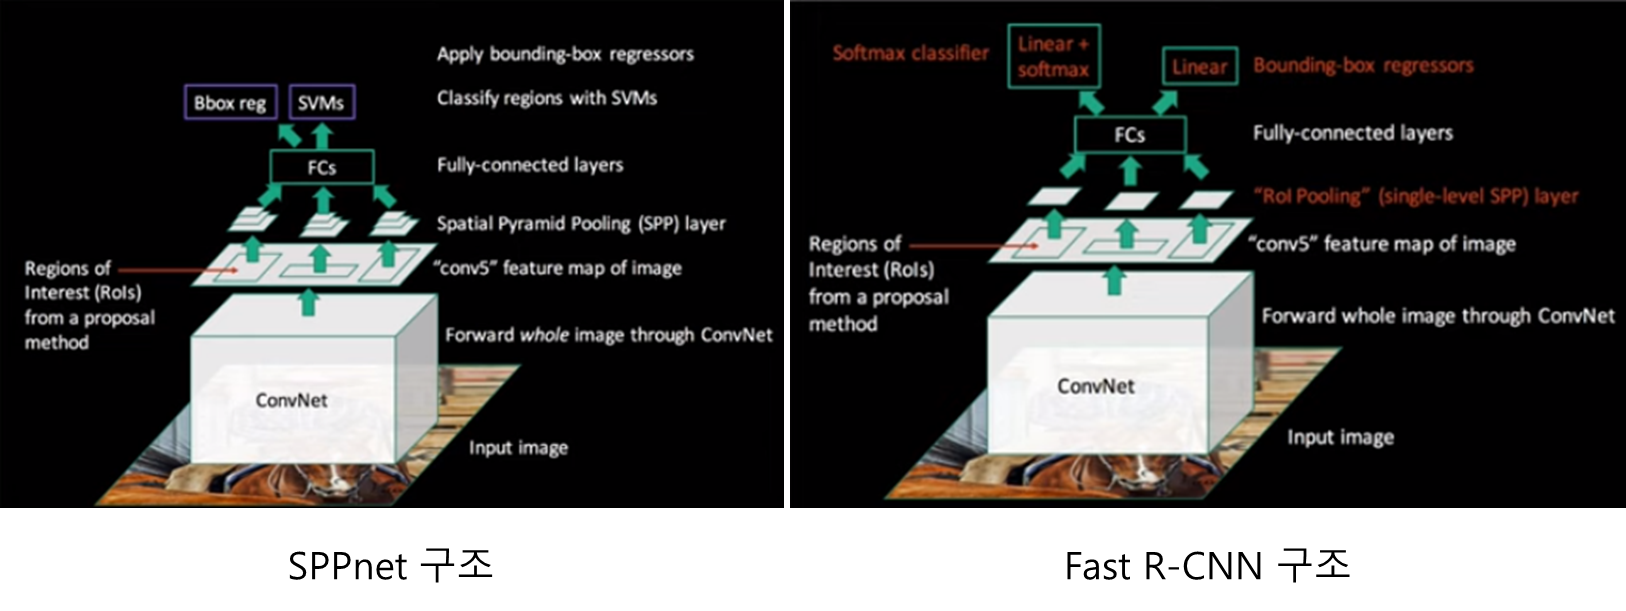 Apply bounding-box regressors
Bbox reg
SVMs
Classify regions with SVMs
FCs
Fully-connected layers
Spatial Pyramid Pooling (SPP) layer
Regions of
Interest (RoIs)
from a proposal
method
"conv5" feature map of image
Forward whole image through ConvNet
ConvNet
Input image
SPPnet 구조
Softmax classifier
Linear +
softmax
Linear
Bounding-box regressors
FCs
Fully-connected layers
"RoI Pooling" (single-level SPP) layer
Regions of
Interest (RoIs)
from a proposal
method
"conv5" feature map of image
Forward whole image through ConvNet
ConvNet
Input image
Fast R-CNN 구조